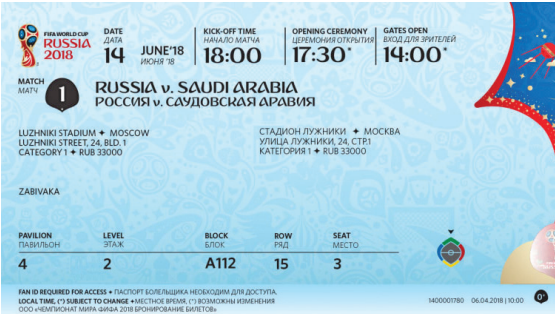 FIFA WORLD CUP
RUSSIA
2018
DATE
ДАТА
14 JUNE'18
ИЮНЯ '18
KICK-OFF TIME
НАЧАЛО МАТЧА
18:00
OPENING CEREMONY
ЦЕРЕМОНИЯ ОТКРЫТИЯ
17:30*
GATES OPEN
ВХОД ДЛЯ ЗРИТЕЛЕЙ
14:00*
MATCH
МАТЧ
1
RUSSIA v. SAUDI ARABIA
РОССИЯ v. САУДОВСКАЯ АРАВИЯ
LUZHNIKI STADIUM ✦ MOSCOW
LUZHNIKI STREET, 24, BLD. 1
CATEGORY 1 ✦ RUB 33000
СТАДИОН ЛУЖНИКИ ✦ МОСКВА
УЛИЦА ЛУЖНИКИ, 24, СТР.1
КАТЕГОРИЯ 1 ✦ RUB 33000
ZABIVAKA
PAVILION
ПАВИЛЬОН
4
LEVEL
ЭТАЖ
2
BLOCK
БЛОК
A112
ROW
РЯД
15
SEAT
МЕСТО
3
FAN ID REQUIRED FOR ACCESS ✦ ПАСПОРТ БОЛЕЛЬЩИКА НЕОБХОДИМ ДЛЯ ДОСТУПА.
LOCAL TIME, (*) SUBJECT TO CHANGE ✦ МЕСТНОЕ ВРЕМЯ, (*) ВОЗМОЖНЫ ИЗМЕНЕНИЯ
ООО «ЧЕМПИОНАТ МИРА ФИФА 2018 БРОНИРОВАНИЕ БИЛЕТОВ»
1400001780 06.04.2018 | 10:00
0+